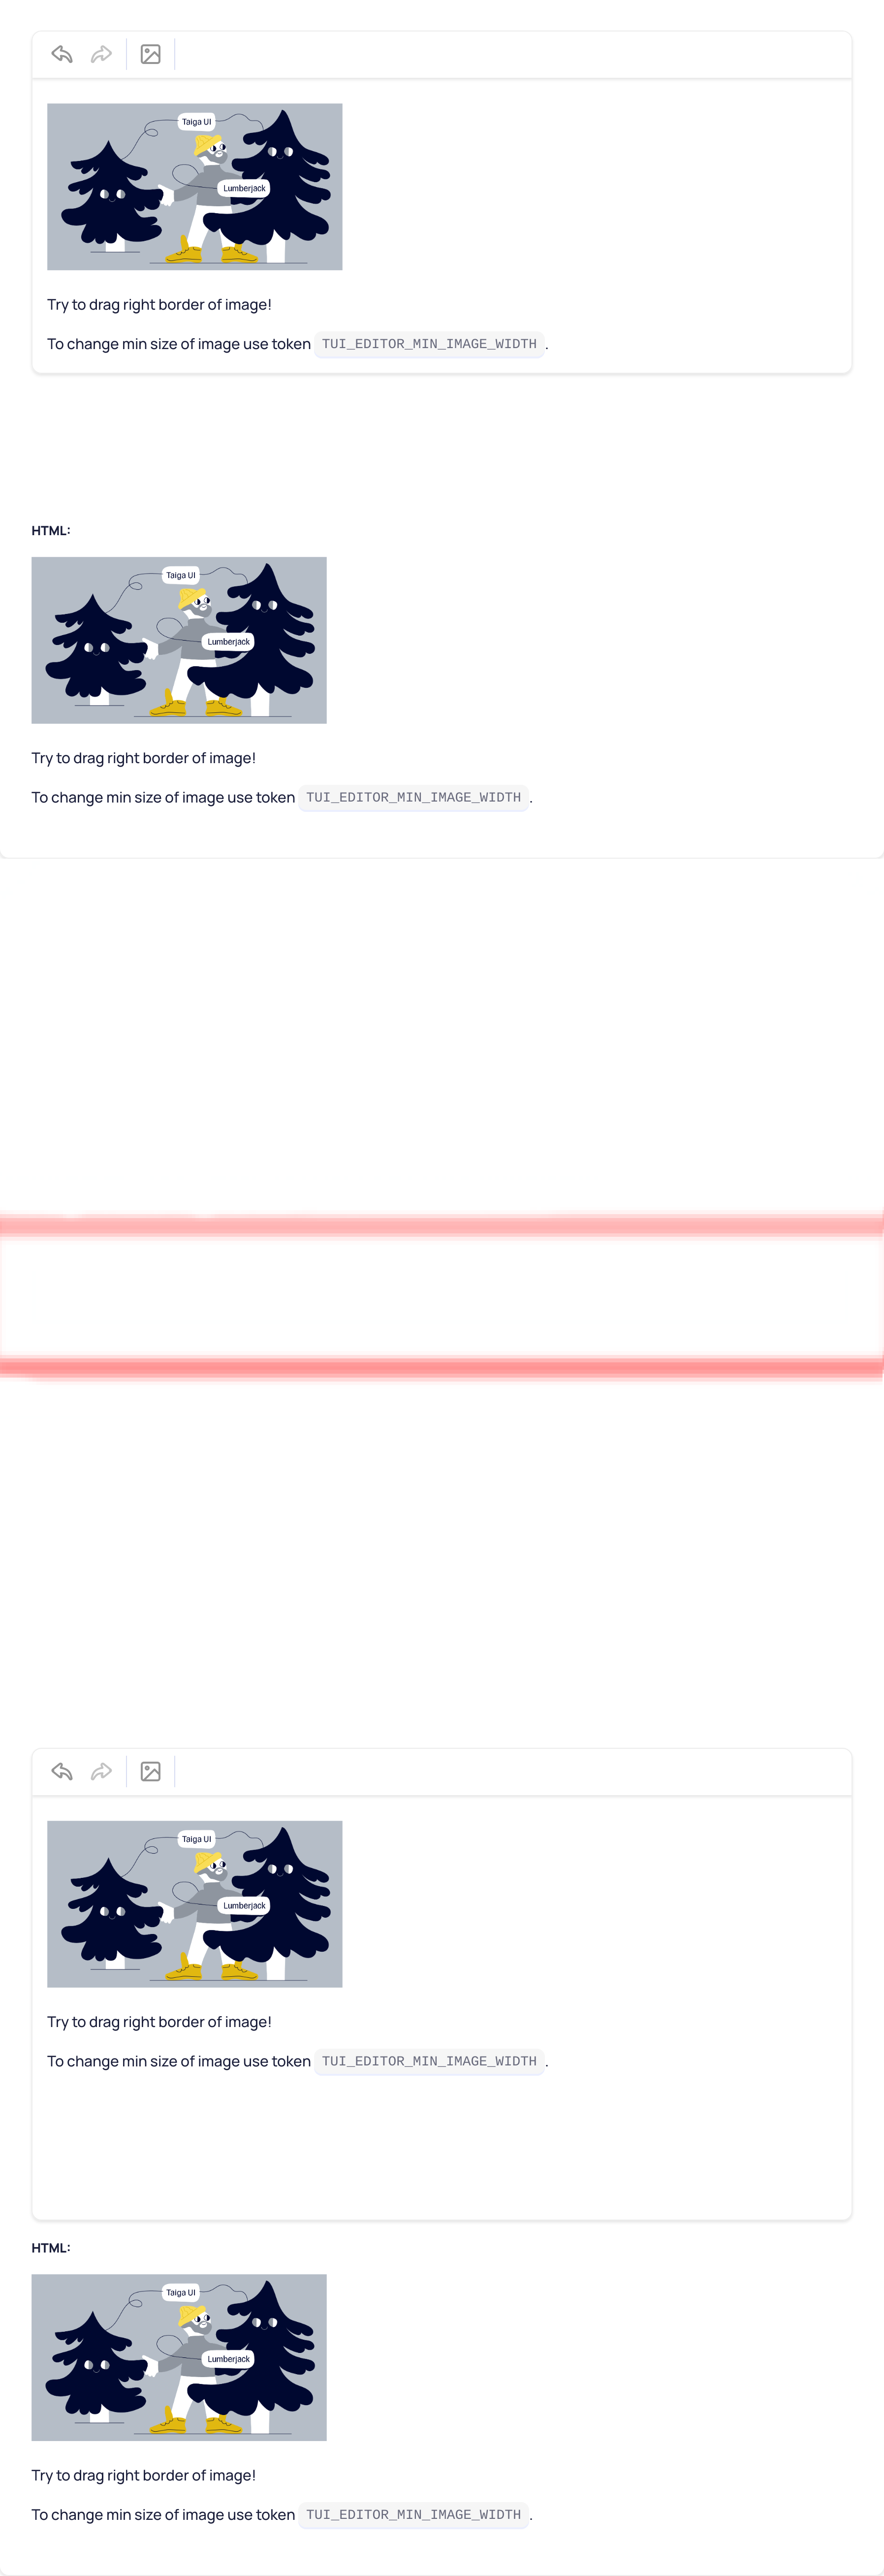 Taiga UI
Lumberjack
Try to drag right border of image!
To change min size of image use token TUI_EDITOR_MIN_IMAGE_WIDTH.
HTML:
Taiga UI
Lumberjack
Try to drag right border of image!
To change min size of image use token TUI_EDITOR_MIN_IMAGE_WIDTH.
Taiga UI
Lumberjack
Try to drag right border of image!
To change min size of image use token TUI_EDITOR_MIN_IMAGE_WIDTH.
HTML:
Taiga UI
Lumberjack
Try to drag right border of image!
To change min size of image use token TUI_EDITOR_MIN_IMAGE_WIDTH.